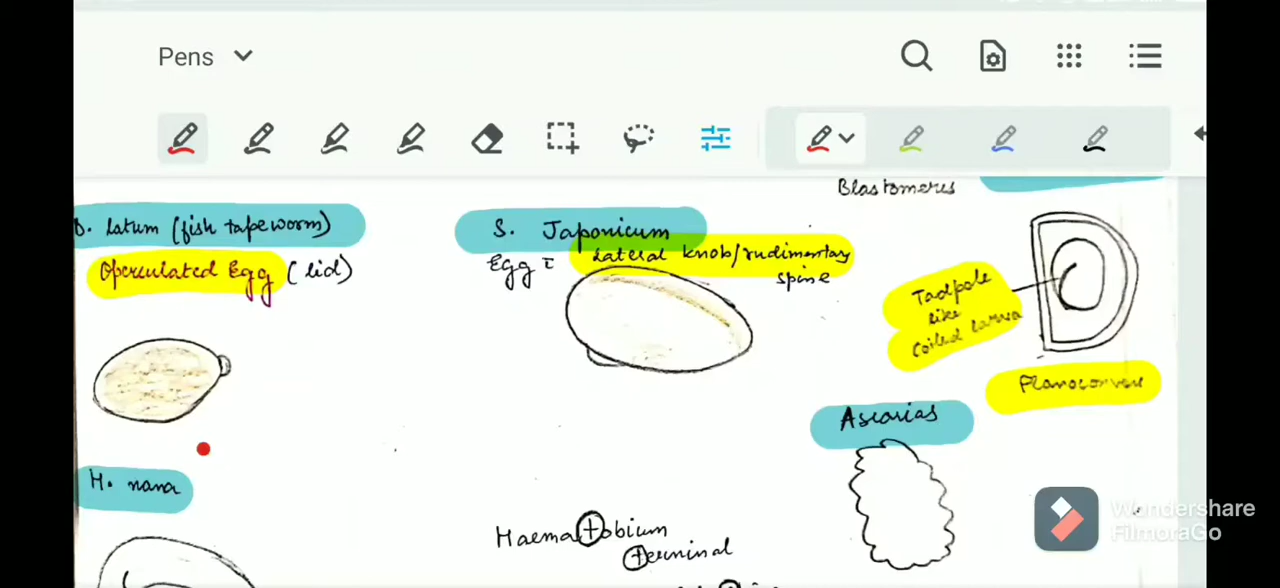 Pens
Blastomeres
D. latum (fish tapeworm)
Operculated Egg (lid)
S. Japonicum
Egg c̄ Lateral knob/rudimentary
spine
Tadpole
like
coiled larva
Planoconvex
Ascarias
H. nana
Haematobium
terminal
Wondershare
FilmoraGo